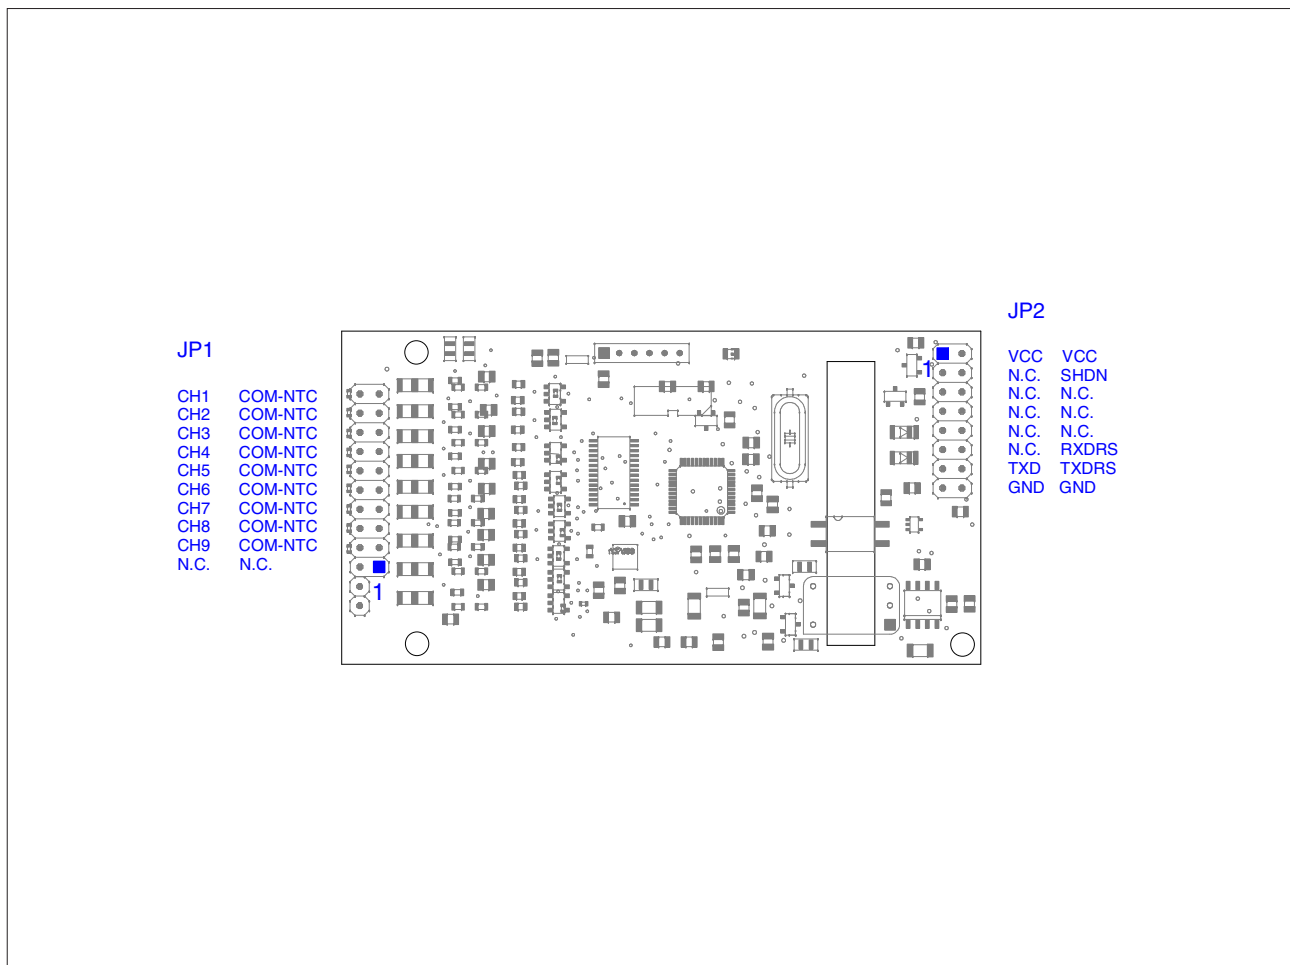 JP2
JP1
VCC VCC
N.C. SHDN
N.C. N.C.
N.C. N.C.
N.C. N.C.
N.C. RXDRS
TXD TXDRS
GND GND
1
CH1 COM-NTC
CH2 COM-NTC
CH3 COM-NTC
CH4 COM-NTC
CH5 COM-NTC
CH6 COM-NTC
CH7 COM-NTC
CH8 COM-NTC
CH9 COM-NTC
N.C. N.C.
1